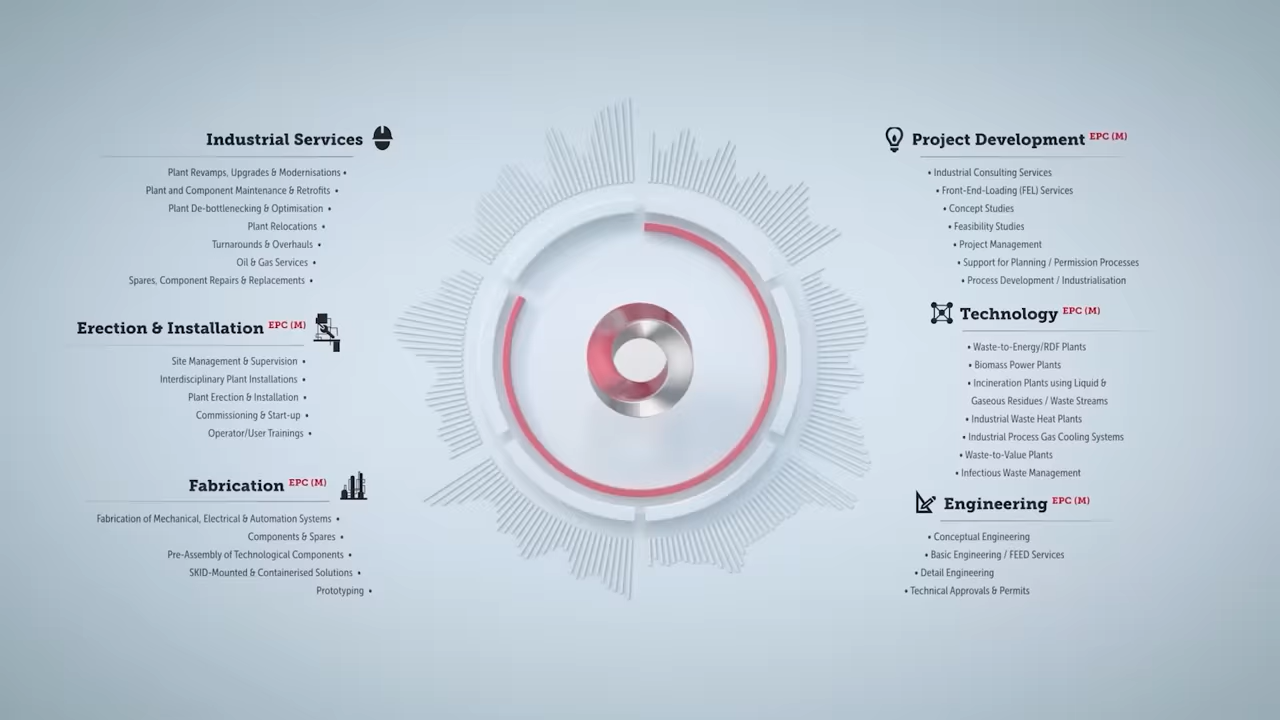 Industrial Services
Plant Revamps, Upgrades & Modernisations •
Plant and Component Maintenance & Retrofits •
Plant De-bottlenecking & Optimisation •
Plant Relocations •
Turnarounds & Overhauls •
Oil & Gas Services •
Spares, Component Repairs & Replacements •
Erection & Installation EPC (M)
Site Management & Supervision •
Interdisciplinary Plant Installations •
Plant Erection & Installation •
Commissioning & Start-up •
Operator/User Trainings •
Fabrication EPC (M)
Fabrication of Mechanical, Electrical & Automation Systems •
Components & Spares •
Pre-Assembly of Technological Components •
SKID-Mounted & Containerised Solutions •
Prototyping •
Project Development EPC (M)
• Industrial Consulting Services
• Front-End-Loading (FEL) Services
• Concept Studies
• Feasibility Studies
• Project Management
• Support for Planning / Permission Processes
• Process Development / Industrialisation
Technology EPC (M)
• Waste-to-Energy/RDF Plants
• Biomass Power Plants
• Incineration Plants using Liquid &
Gaseous Residues / Waste Streams
• Industrial Waste Heat Plants
• Industrial Process Gas Cooling Systems
• Waste-to-Value Plants
• Infectious Waste Management
Engineering EPC (M)
• Conceptual Engineering
• Basic Engineering / FEED Services
• Detail Engineering
• Technical Approvals & Permits